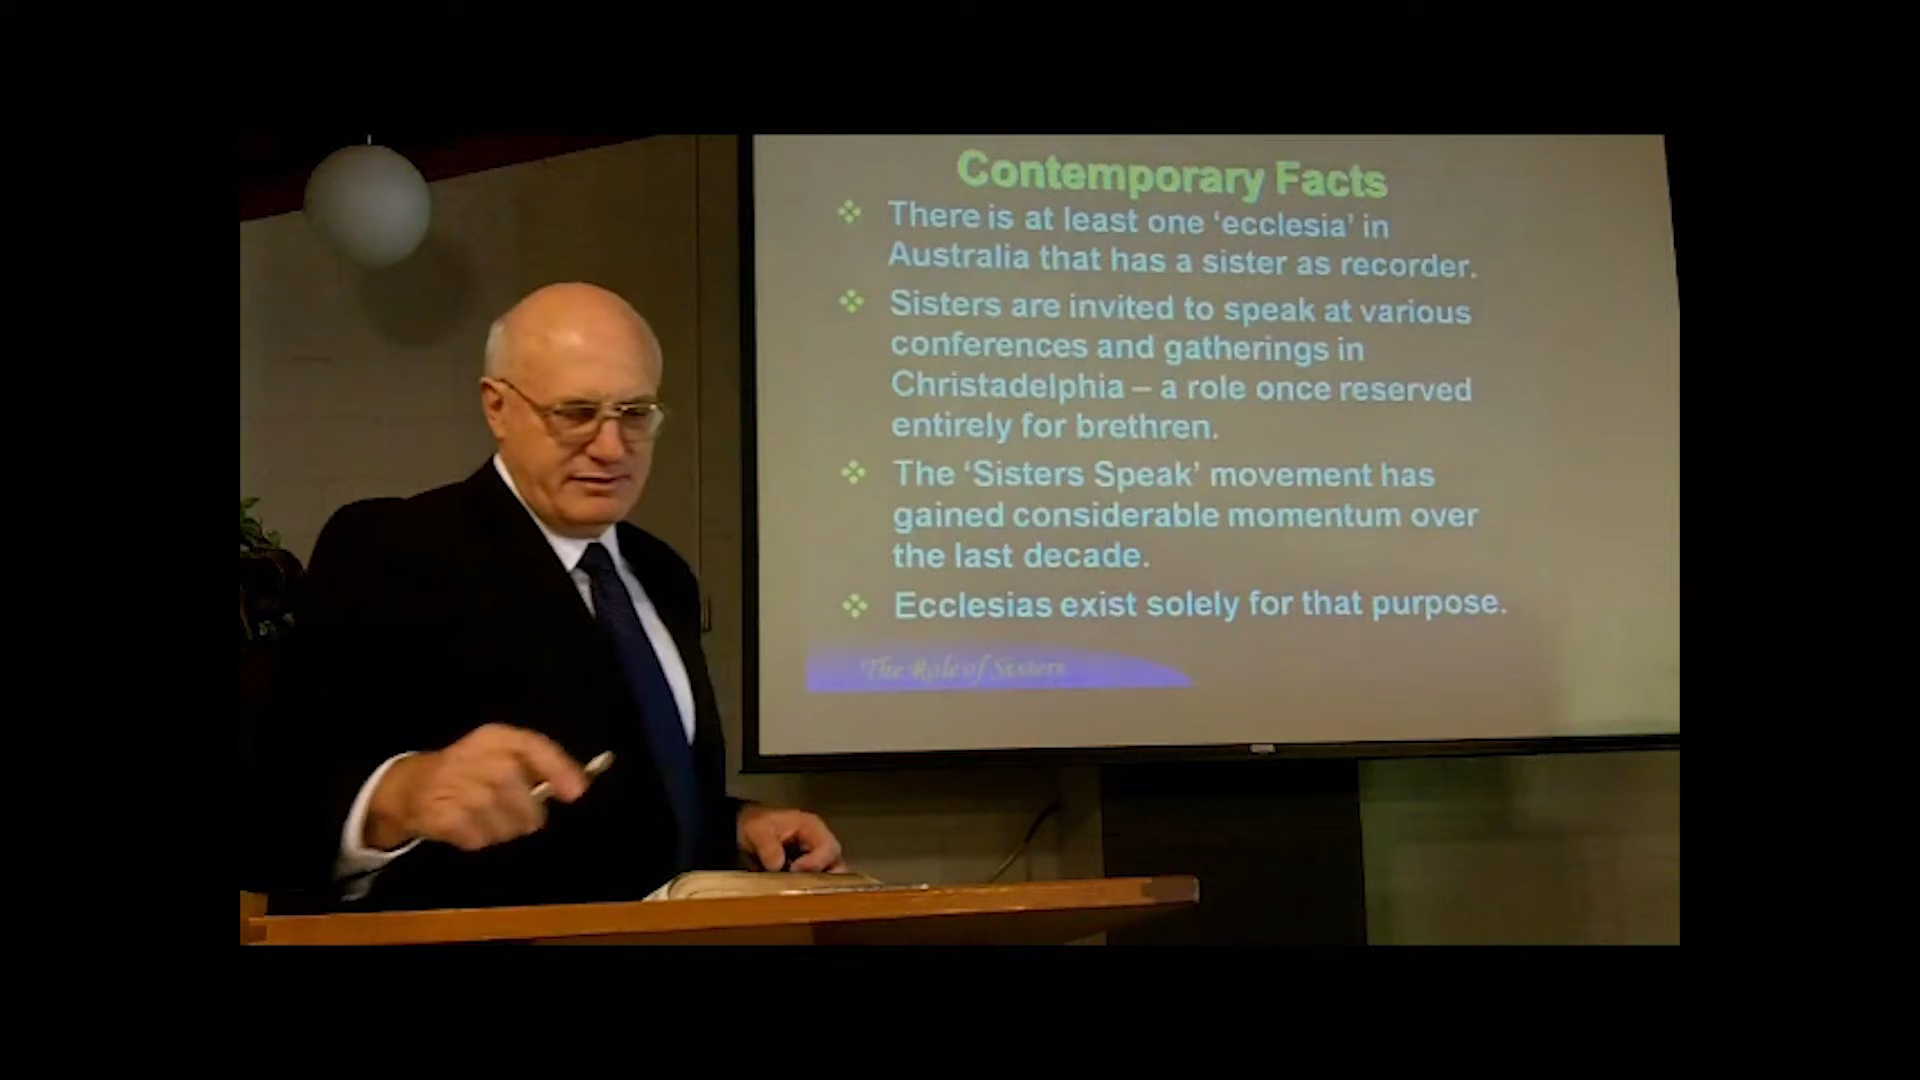 Contemporary Facts
There is at least one ‘ecclesia’ in
Australia that has a sister as recorder.
Sisters are invited to speak at various
conferences and gatherings in
Christadelphia – a role once reserved
entirely for brethren.
The ‘Sisters Speak’ movement has
gained considerable momentum over
the last decade.
Ecclesias exist solely for that purpose.
The Role of Sisters